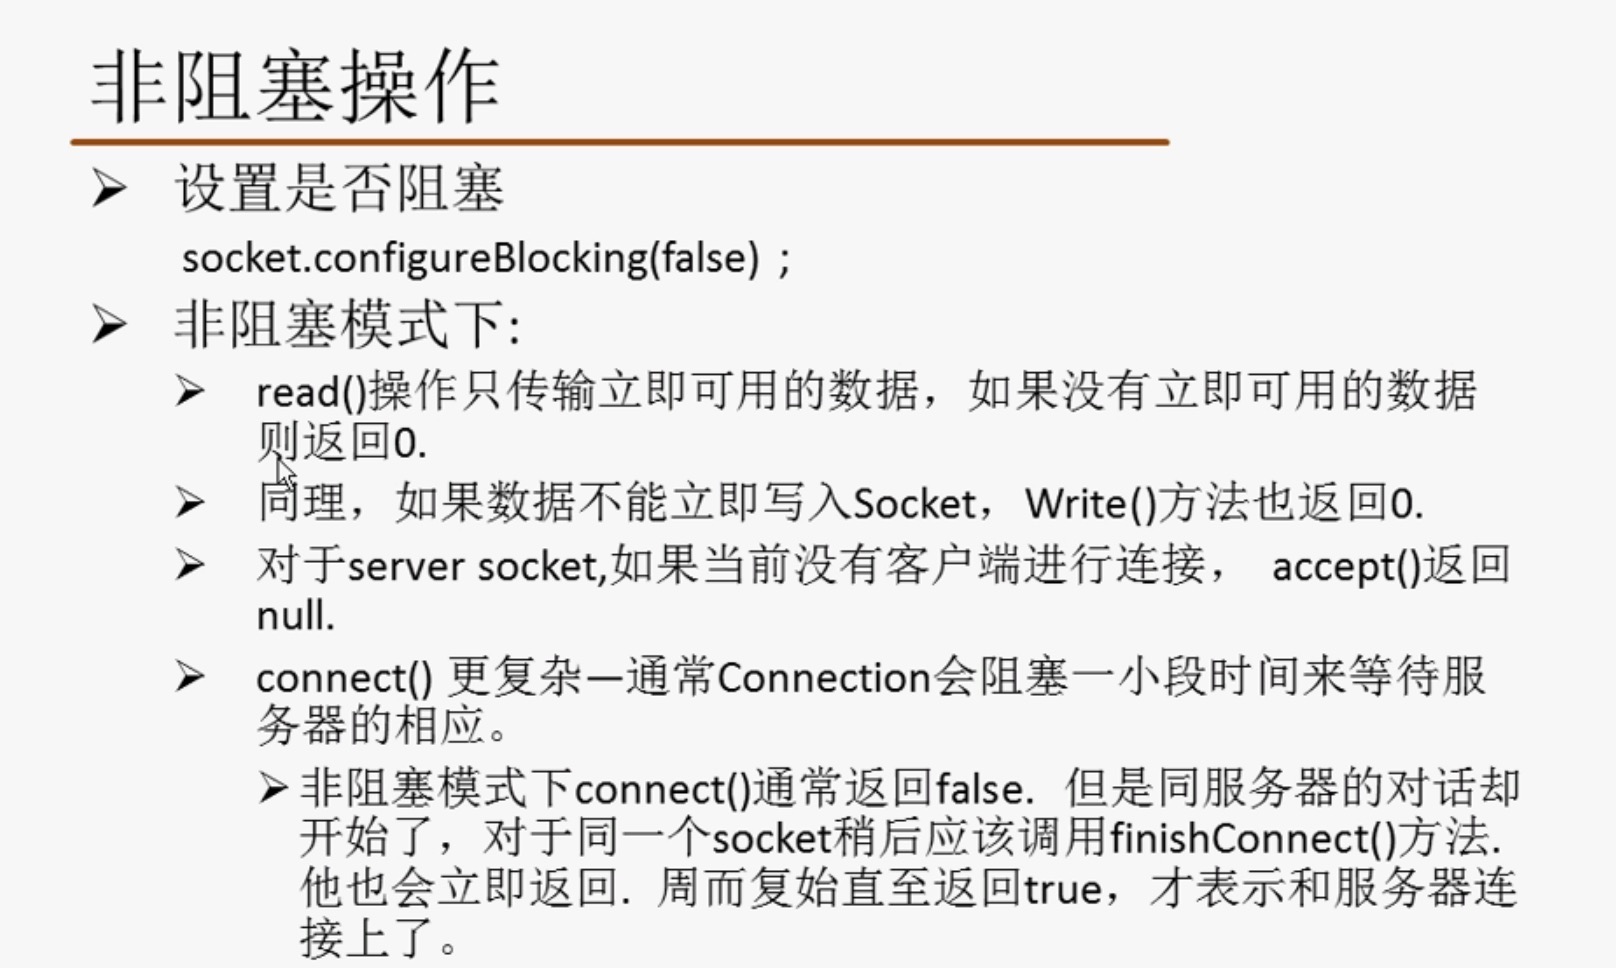 非阻塞操作
设置是否阻塞
socket.configureBlocking(false) ;
非阻塞模式下:
read()操作只传输立即可用的数据，如果没有立即可用的数据
则返回0.
同理，如果数据不能立即写入Socket，Write()方法也返回0.
对于server socket,如果当前没有客户端进行连接， accept()返回
null.
connect() 更复杂—通常Connection会阻塞一小段时间来等待服
务器的相应。
非阻塞模式下connect()通常返回false. 但是同服务器的对话却
开始了，对于同一个socket稍后应该调用finishConnect()方法.
他也会立即返回. 周而复始直至返回true，才表示和服务器连
接上了。